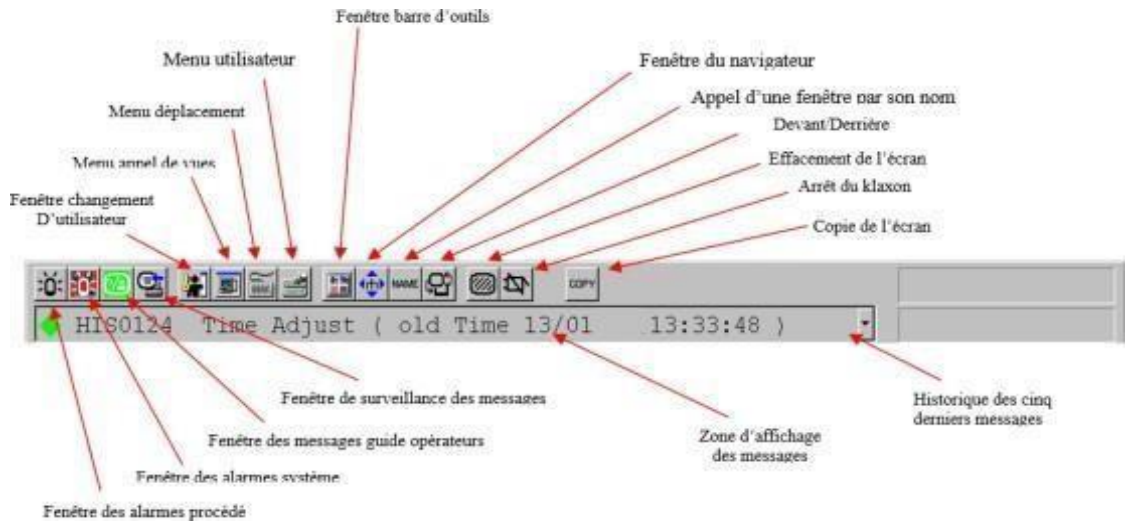 Fenêtre barre d'outils
Menu utilisateur
Fenêtre du navigateur
Appel d'une fenêtre par son nom
Menu déplacement
Devant/Derrière
Menu appel de vues
Effacement de l'écran
Arrêt du klaxon
Fenêtre changement
D'utilisateur
Copie de l'écran
NAME
COPY
HIS0124 Time Adjust ( old Time 13/01 13:33:48 )
Fenêtre de surveillance des messages
Historique des cinq
derniers messages
Fenêtre des messages guide opérateurs
Zone d'affichage
des messages
Fenêtre des alarmes système
Fenêtre des alarmes procédé